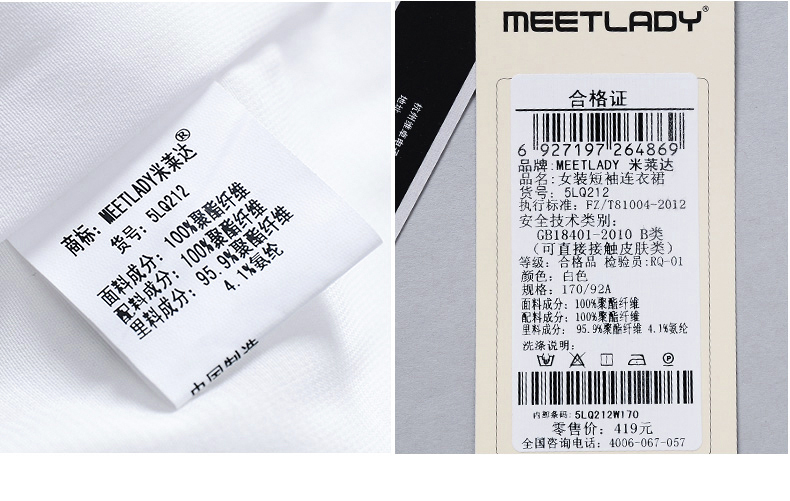 商标: MEETLADY米莱达®
货号: 5LQ212
面料成分: 100%聚酯纤维
配料成分: 100%聚酯纤维
里料成分: 95.9%聚酯纤维
4.1%氨纶
中国制造
MEETLADY®
合格证
6 927197 264869
品牌: MEETLADY 米莱达
品名: 女装短袖连衣裙
货号: 5LQ212
执行标准: FZ/T81004-2012
安全技术类别:
GB18401-2010 B类
(可直接接触皮肤类)
等级: 合格品 检验员:RQ-01
颜色: 白色
规格: 170/92A
面料成分: 100%聚酯纤维
配料成分: 100%聚酯纤维
里料成分: 95.9%聚酯纤维 4.1%氨纶
洗涤说明:
内部条码: 5LQ212W170
零售价: 419元
全国咨询电话: 4006-067-057
地址: